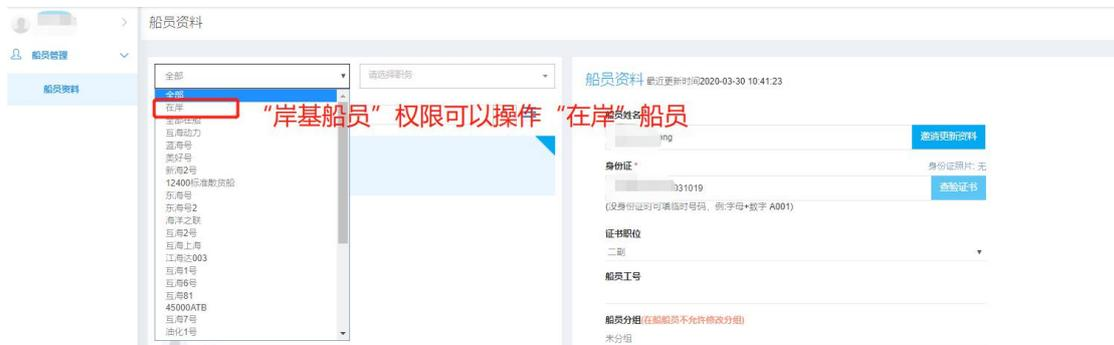 船员资料
船员管理
船员资料
全部
请选择职务
全部
在岸
全部在船
互海动力
蓝海号
美好号
新海2号
12400标准散货船
东海号
东海号2
海洋之联
互海2号
互海上海
江海达003
互海1号
互海6号
互海81
45000ATB
互海7号
油化1号
“岸基船员”权限可以操作“在岸”船员
船员资料 最近更新时间2020-03-30 10:41:23
船员姓名
ng
邀请更新资料
身份证 *
身份证照片: 无
031019
查验证书
(没身份证时可填临时号码，例:字母+数字 A001)
证书职位
二副
船员工号
船员分组(在船船员不允许修改分组)
未分组